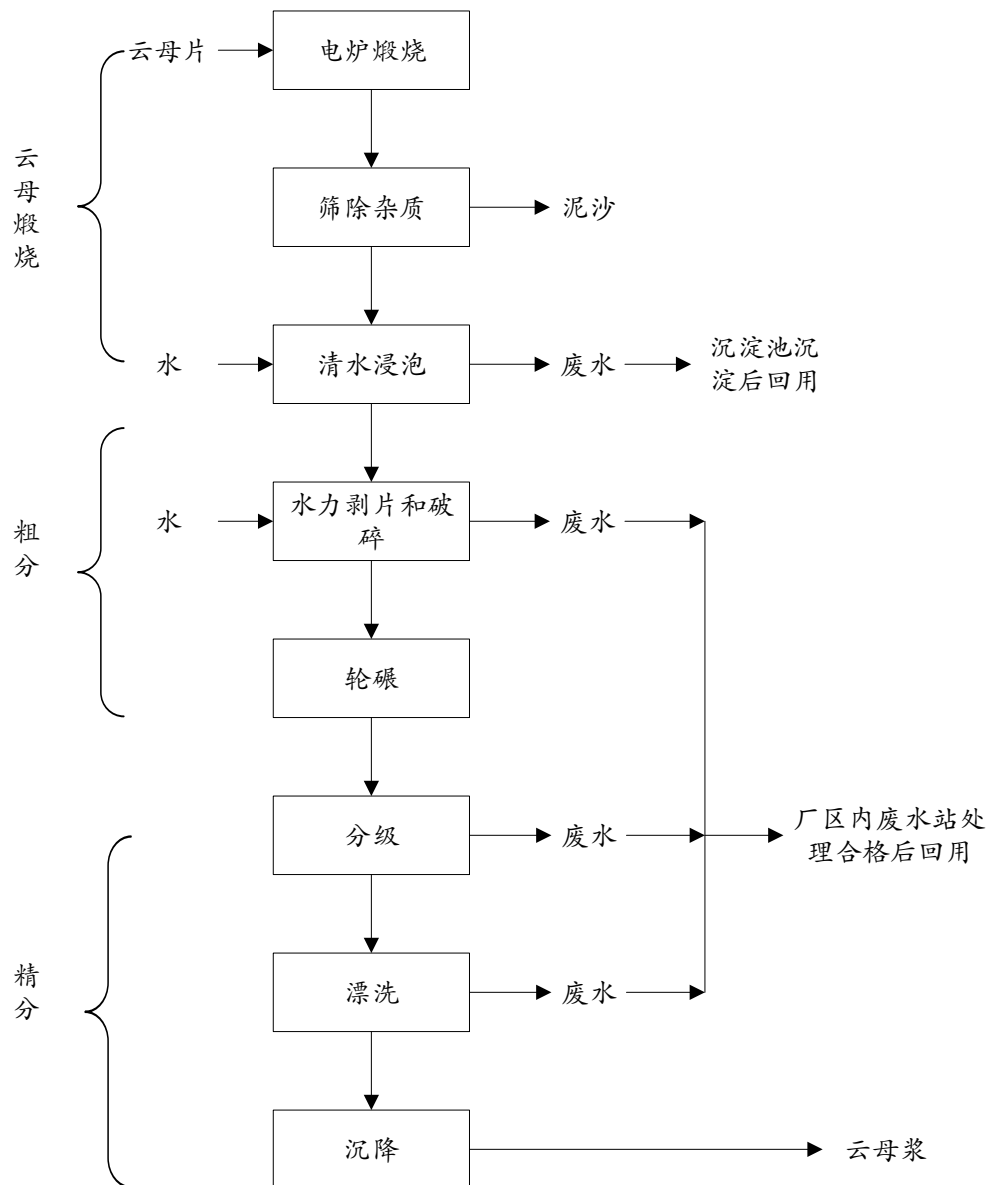 云母片
电炉煅烧
云
母
煅
烧
筛除杂质
泥沙
水
清水浸泡
废水
沉淀池沉
淀后回用
粗
分
水
水力剥片和破
碎
废水
轮碾
分级
废水
厂区内废水站处
理合格后回用
精
分
漂洗
废水
沉降
云母浆